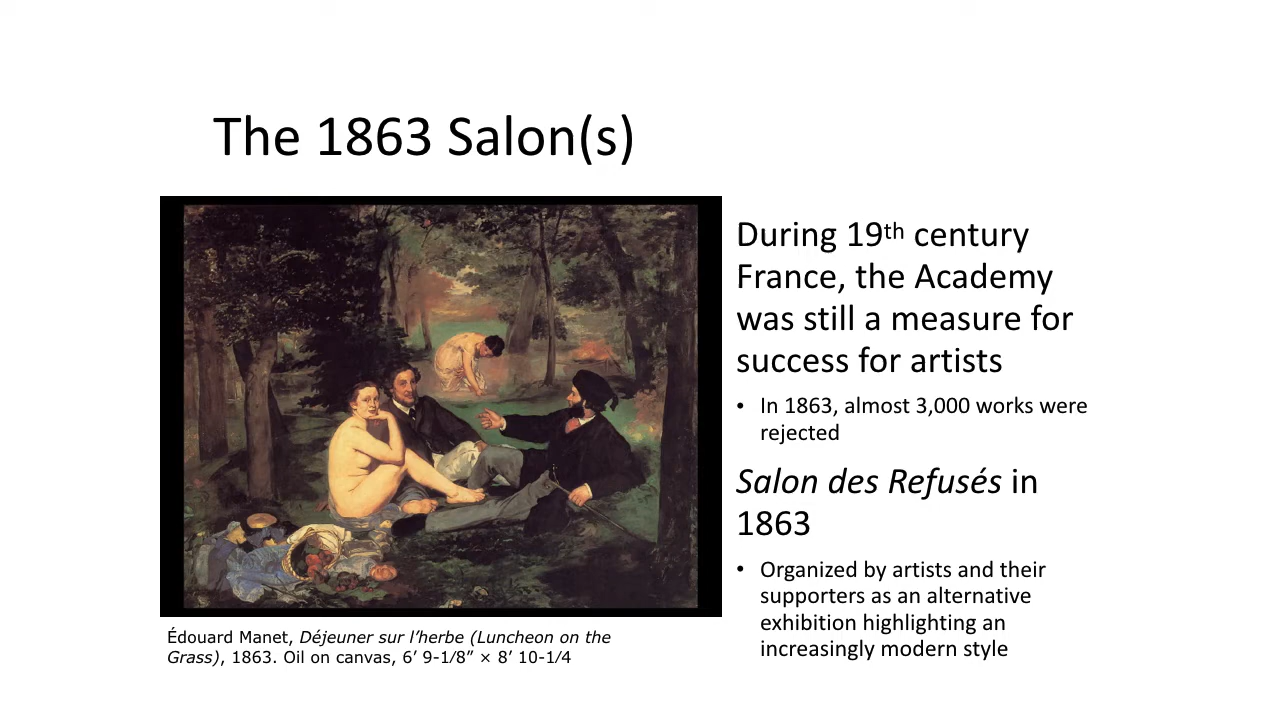 The 1863 Salon(s)
During 19th century
France, the Academy
was still a measure for
success for artists
• In 1863, almost 3,000 works were
rejected
Salon des Refusés in
1863
• Organized by artists and their
supporters as an alternative
exhibition highlighting an
increasingly modern style
Édouard Manet, Déjeuner sur l’herbe (Luncheon on the
Grass), 1863. Oil on canvas, 6’ 9-1/8” × 8’ 10-1/4